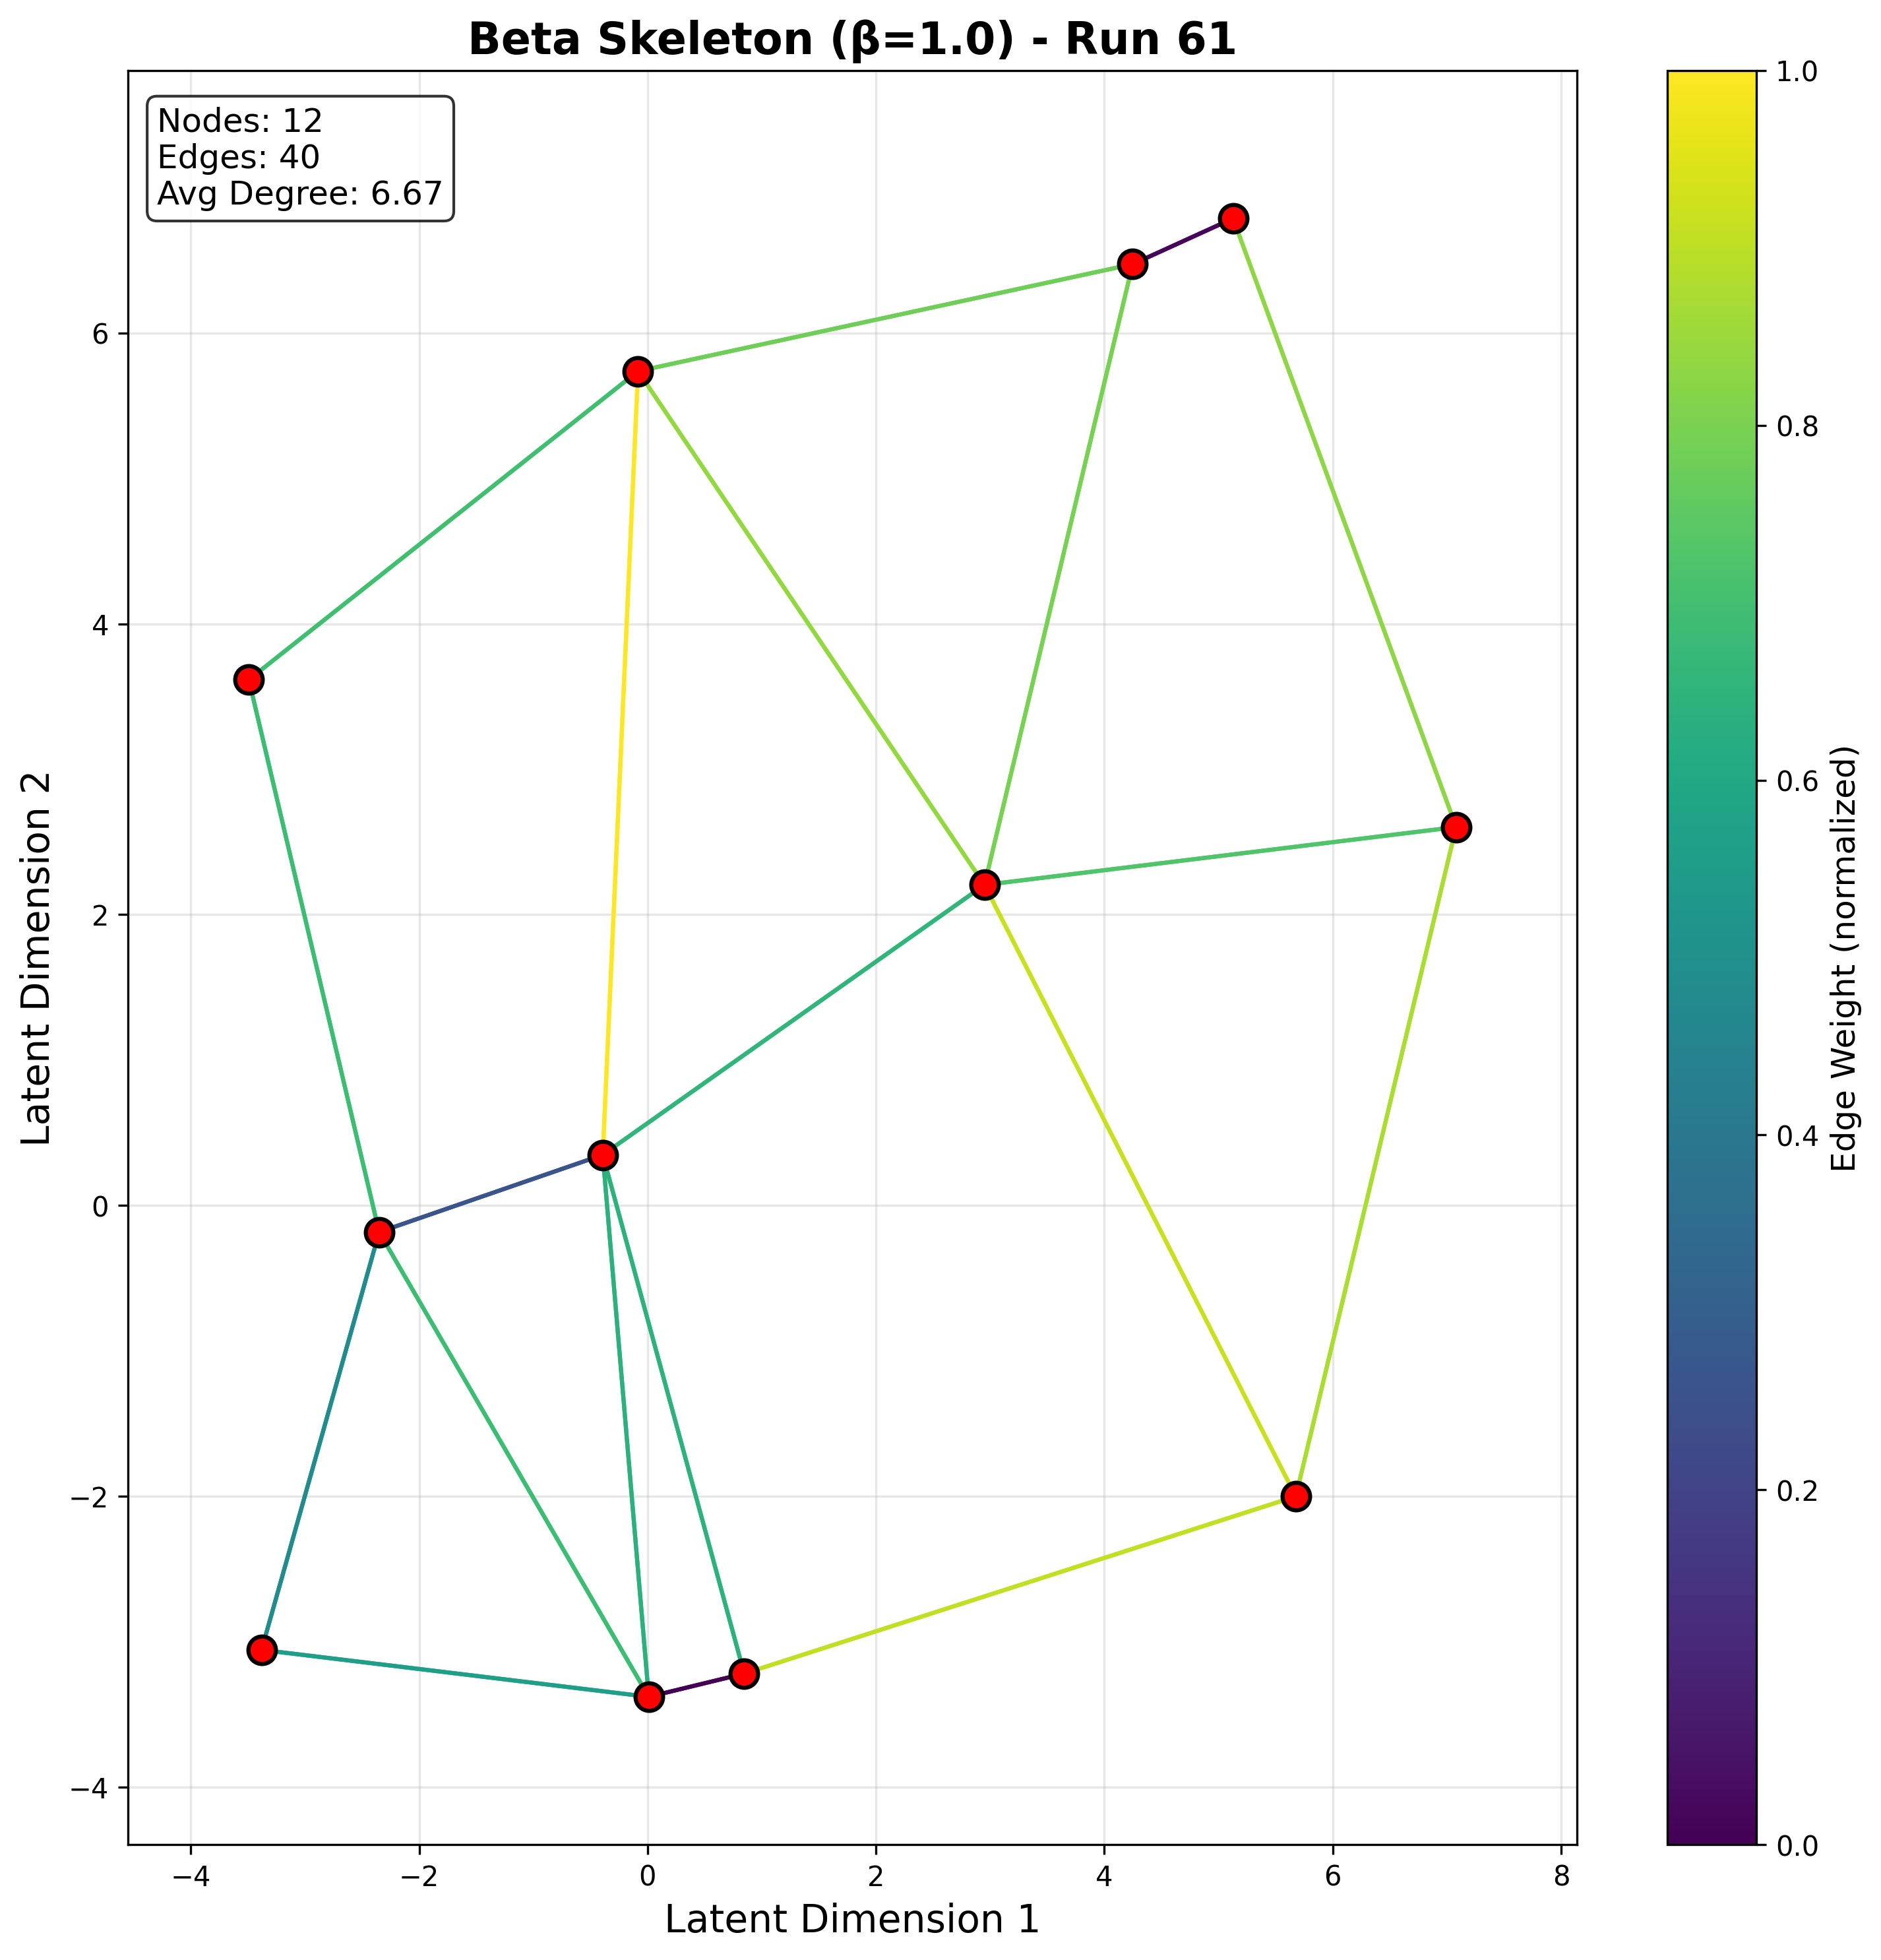 Beta Skeleton (β=1.0) - Run 61
Nodes: 12
Edges: 40
Avg Degree: 6.67
6
4
2
0
−2
−4
Latent Dimension 2
−4
−2
0
2
4
6
8
Latent Dimension 1
1.0
0.8
0.6
0.4
0.2
0.0
Edge Weight (normalized)